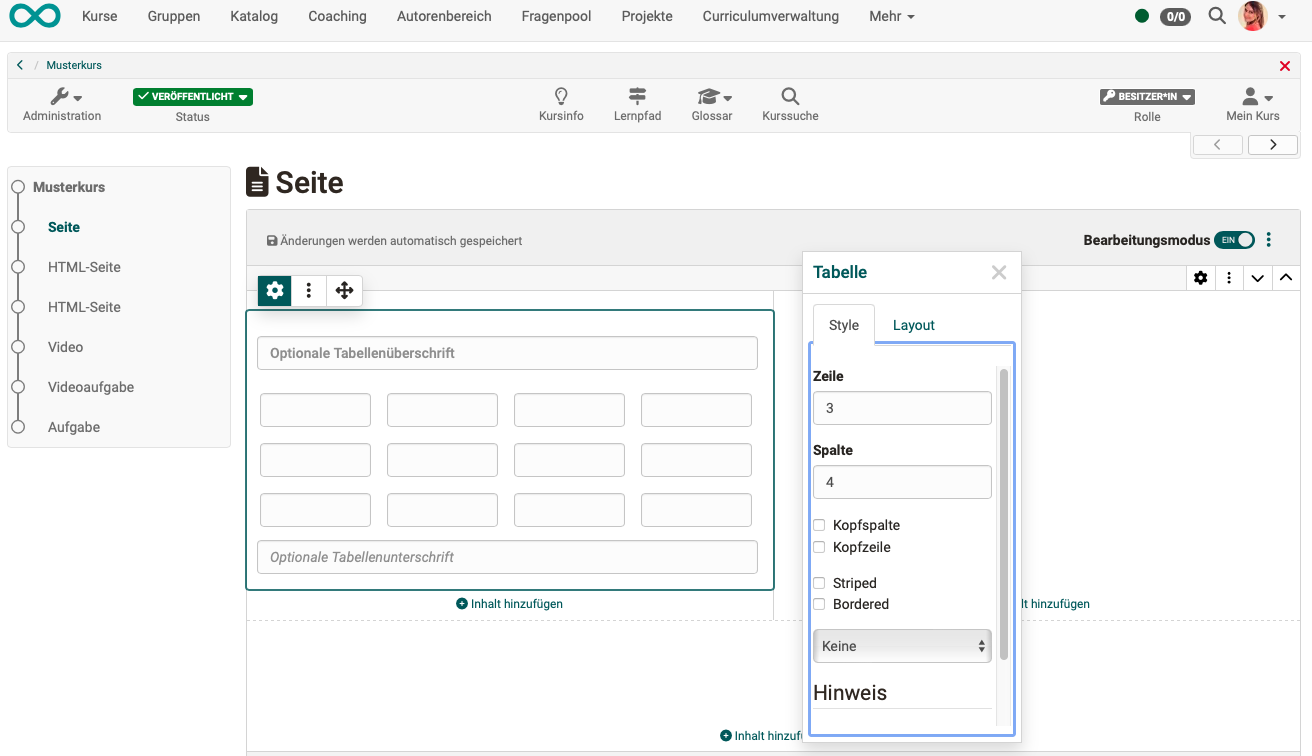 Kurse Gruppen Katalog Coaching Autorenbereich Fragenpool Projekte Curriculumverwaltung Mehr 0/0
/ Musterkurs
Administration
VERÖFFENTLICHT
Status
Kursinfo
Lernpfad
Glossar
Kurssuche
BESITZER*IN
Rolle
Mein Kurs
Musterkurs
Seite
HTML-Seite
HTML-Seite
Video
Videoaufgabe
Aufgabe
Seite
Änderungen werden automatisch gespeichert
Bearbeitungsmodus EIN
Optionale Tabellenüberschrift
Optionale Tabellenunterschrift
Inhalt hinzufügen
lt hinzufügen
Inhalt hinzuf
Tabelle
Style Layout
Zeile
3
Spalte
4
Kopfspalte
Kopfzeile
Striped
Bordered
Keine
Hinweis